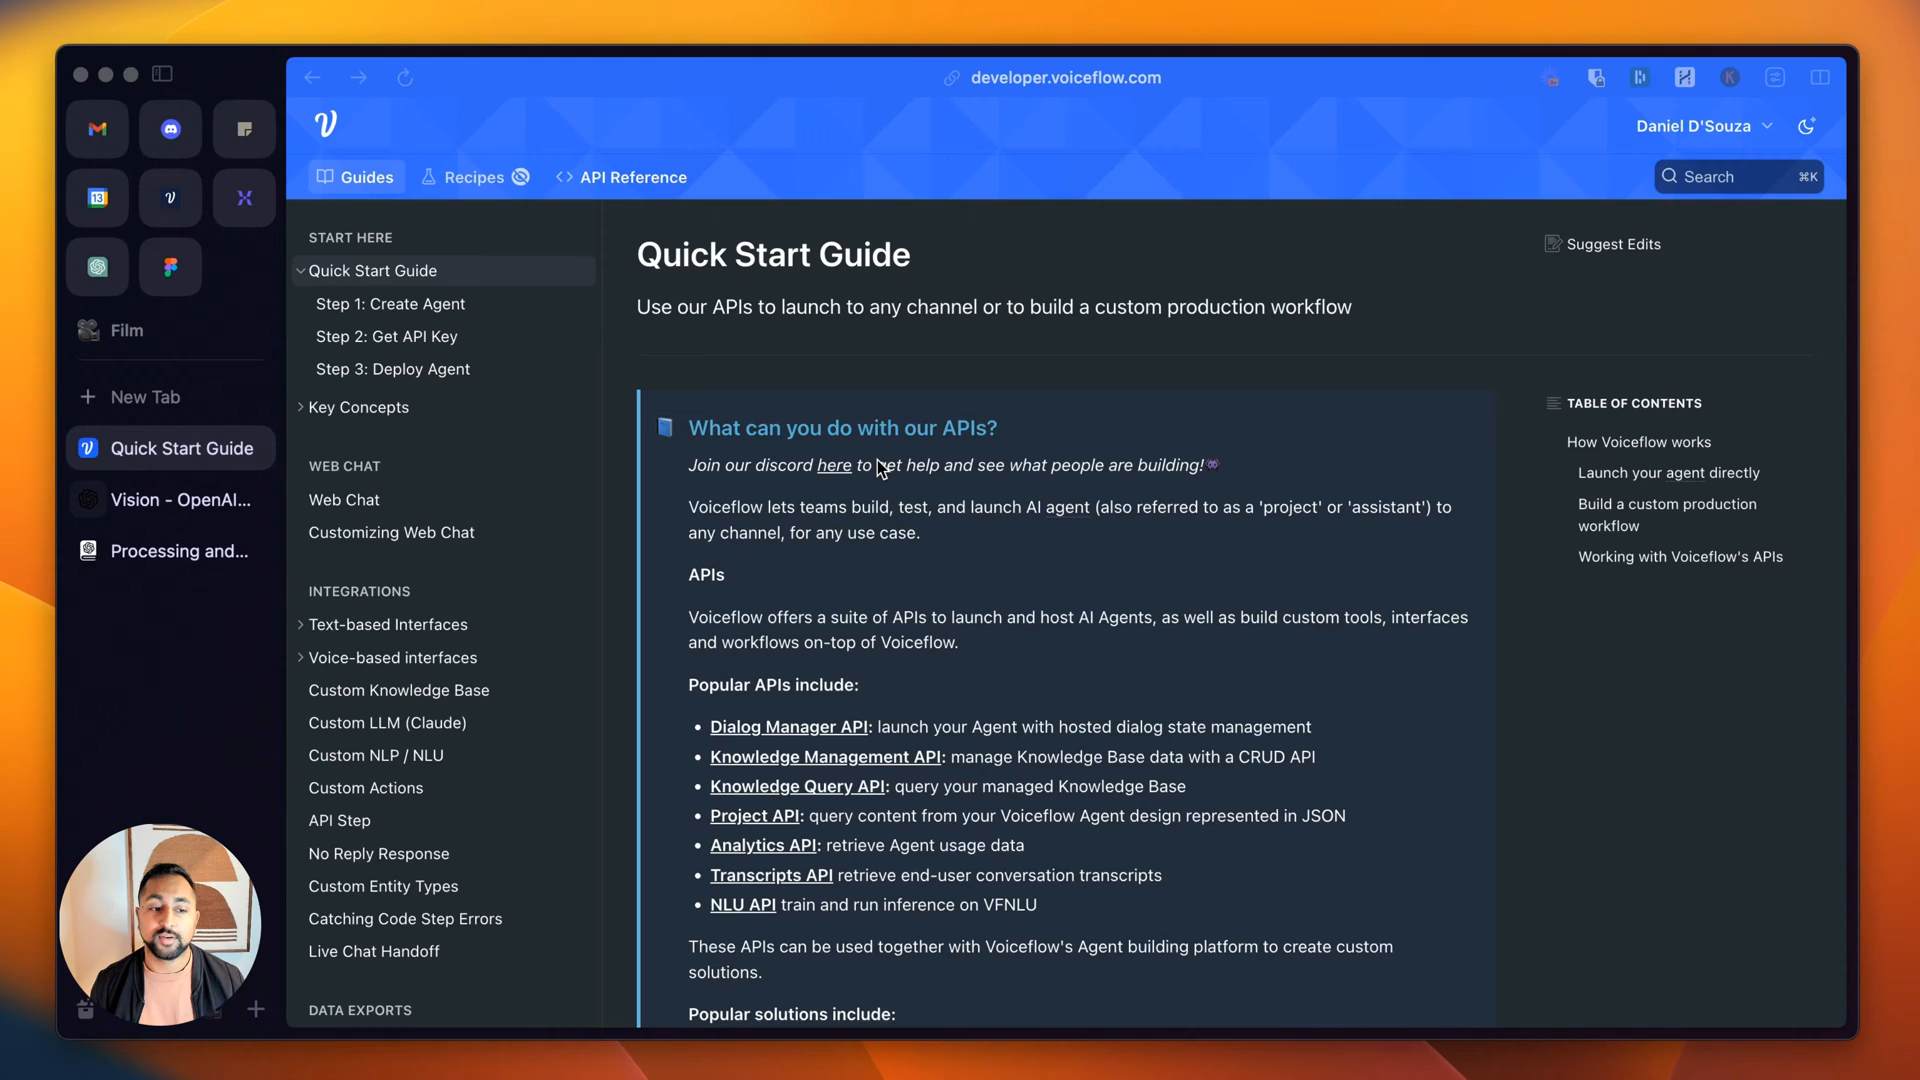 developer.voiceflow.com
Daniel D'Souza
Guides
Recipes
API Reference
Search ⌘K
13
Film
New Tab
Quick Start Guide
Vision - OpenAI...
Processing and...
START HERE
Quick Start Guide
Step 1: Create Agent
Step 2: Get API Key
Step 3: Deploy Agent
Key Concepts
WEB CHAT
Web Chat
Customizing Web Chat
INTEGRATIONS
Text-based Interfaces
Voice-based interfaces
Custom Knowledge Base
Custom LLM (Claude)
Custom NLP / NLU
Custom Actions
API Step
No Reply Response
Custom Entity Types
Catching Code Step Errors
Live Chat Handoff
DATA EXPORTS
Quick Start Guide
Use our APIs to launch to any channel or to build a custom production workflow
What can you do with our APIs?
Join our discord here to get help and see what people are building!
Voiceflow lets teams build, test, and launch AI agent (also referred to as a 'project' or 'assistant') to
any channel, for any use case.
APIs
Voiceflow offers a suite of APIs to launch and host AI Agents, as well as build custom tools, interfaces
and workflows on-top of Voiceflow.
Popular APIs include:
• Dialog Manager API: launch your Agent with hosted dialog state management
• Knowledge Management API: manage Knowledge Base data with a CRUD API
• Knowledge Query API: query your managed Knowledge Base
• Project API: query content from your Voiceflow Agent design represented in JSON
• Analytics API: retrieve Agent usage data
• Transcripts API retrieve end-user conversation transcripts
• NLU API train and run inference on VFNLU
These APIs can be used together with Voiceflow's Agent building platform to create custom
solutions.
Popular solutions include:
Suggest Edits
TABLE OF CONTENTS
How Voiceflow works
Launch your agent directly
Build a custom production
workflow
Working with Voiceflow's APIs